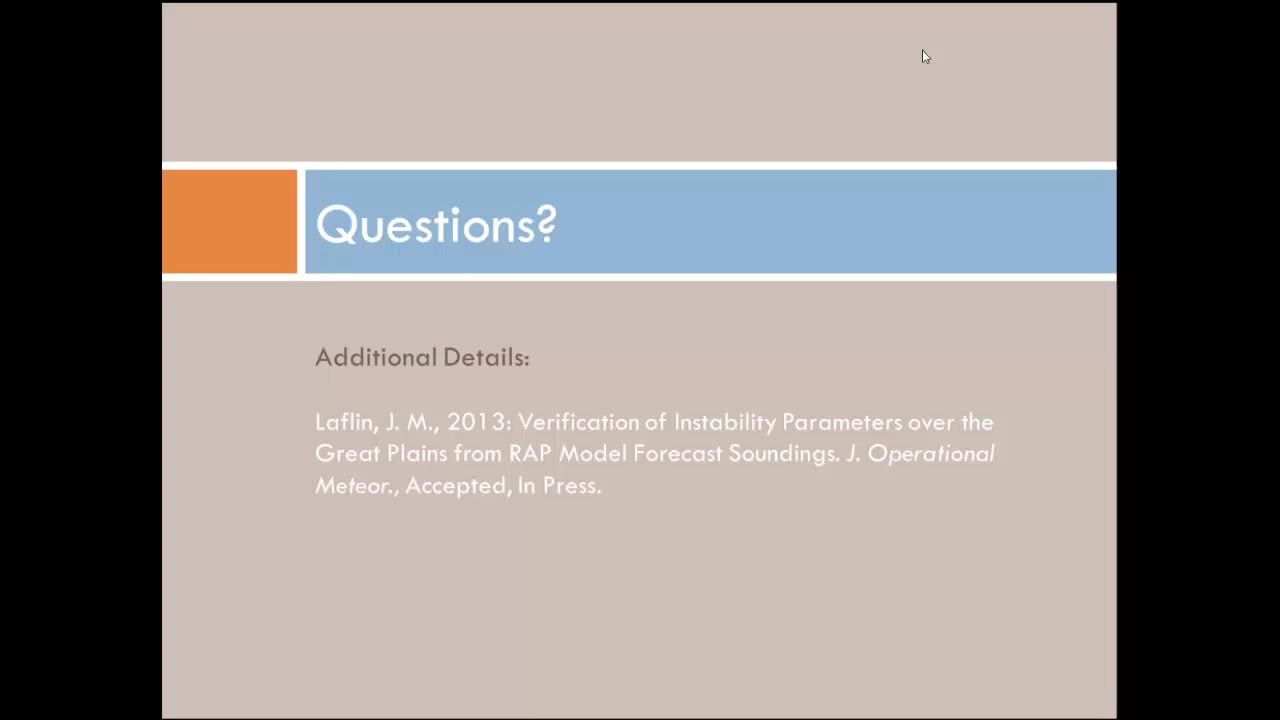 Questions?
Additional Details:
Laflin, J. M., 2013: Verification of Instability Parameters over the
Great Plains from RAP Model Forecast Soundings. J. Operational
Meteor., Accepted, In Press.